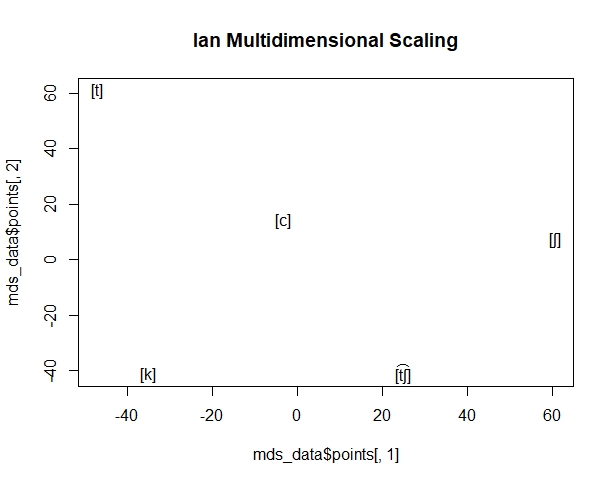 Ian Multidimensional Scaling
mds_data$points[, 2]
60
40
20
0
-20
-40
[t]
[c]
[ʃ]
[k]
[t͡ʃ]
-40 -20 0 20 40 60
mds_data$points[, 1]